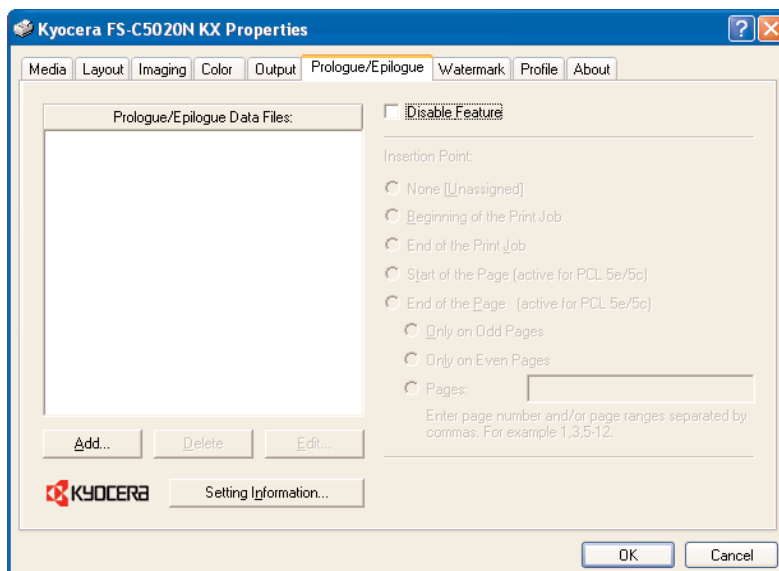 Kyocera FS-C5020N KX Properties
Media Layout Imaging Color Output Prologue/Epilogue Watermark Profile About
Prologue/Epilogue Data Files:
Disable Feature
Insertion Point:
None [Unassigned]
Beginning of the Print Job
End of the Print Job
Start of the Page (active for PCL 5e/5c)
End of the Page (active for PCL 5e/5c)
Only on Odd Pages
Only on Even Pages
Pages:
Enter page number and/or page ranges separated by
commas. For example 1,3,5-12.
Add... Delete Edit...
KYOCERA
Setting Information...
OK Cancel